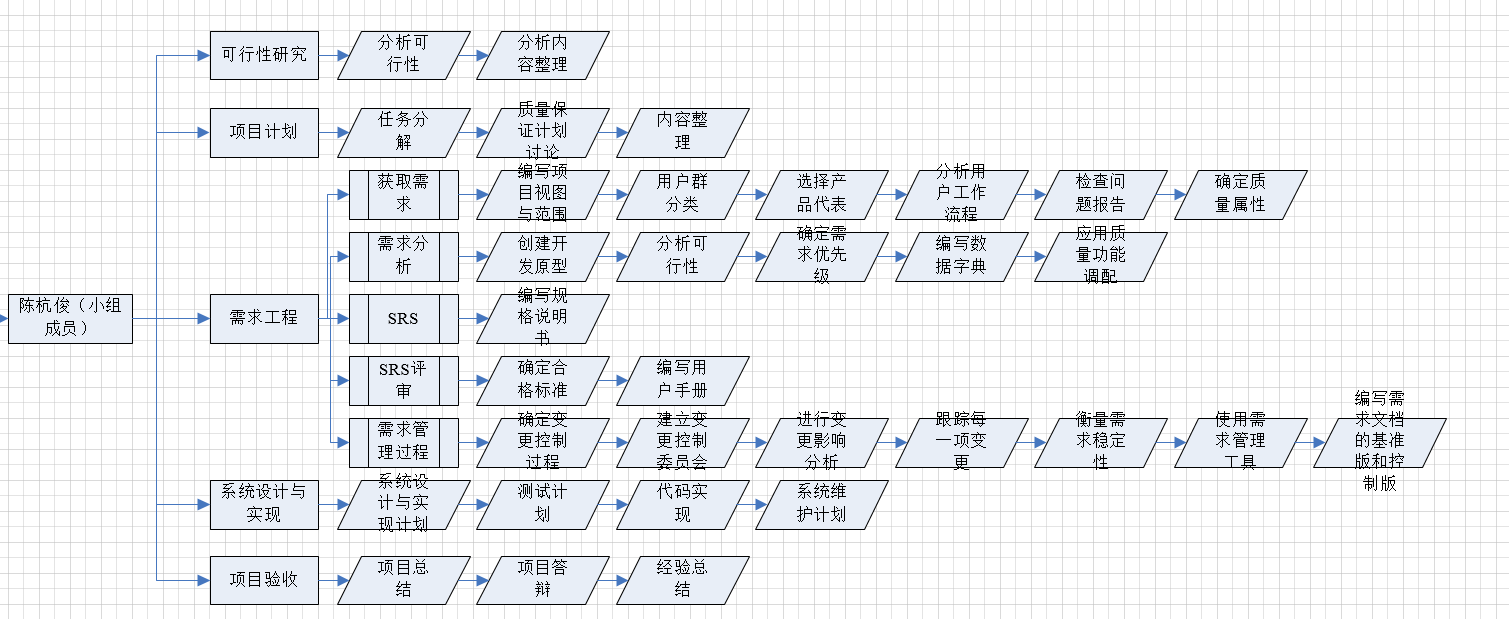 可行性研究
分析可
行性
分析内
容整理
项目计划
任务分
解
质量保
证计划
讨论
内容整
理
获取需
求
编写项
目视图
与范围
用户群
分类
选择产
品代表
分析用
户工作
流程
检查问
题报告
确定质
量属性
需求分
析
创建开
发原型
分析可
行性
确定需
求优先
级
编写数
据字典
应用质
量功能
调配
陈杭俊（小组
成员）
需求工程
SRS
编写规
格说明
书
SRS评
审
确定合
格标准
编写用
户手册
需求管
理过程
确定变
更控制
过程
建立变
更控制
委员会
进行变
更影响
分析
跟踪每
一项变
更
衡量需
求稳定
性
使用需
求管理
工具
编写需
求文档
的基准
版和控
制版
系统设计与
实现
系统设
计与实
现计划
测试计
划
代码实
现
系统维
护计划
项目验收
项目总
结
项目答
辩
经验总
结